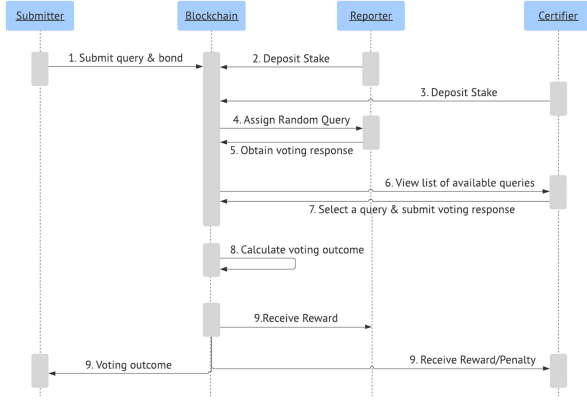 Submitter
Blockchain
Reporter
Certifier
1. Submit query & bond
2. Deposit Stake
3. Deposit Stake
4. Assign Random Query
5. Obtain voting response
6. View list of available queries
7. Select a query & submit voting response
8. Calculate voting outcome
9.Receive Reward
9. Voting outcome
9. Receive Reward/Penalty